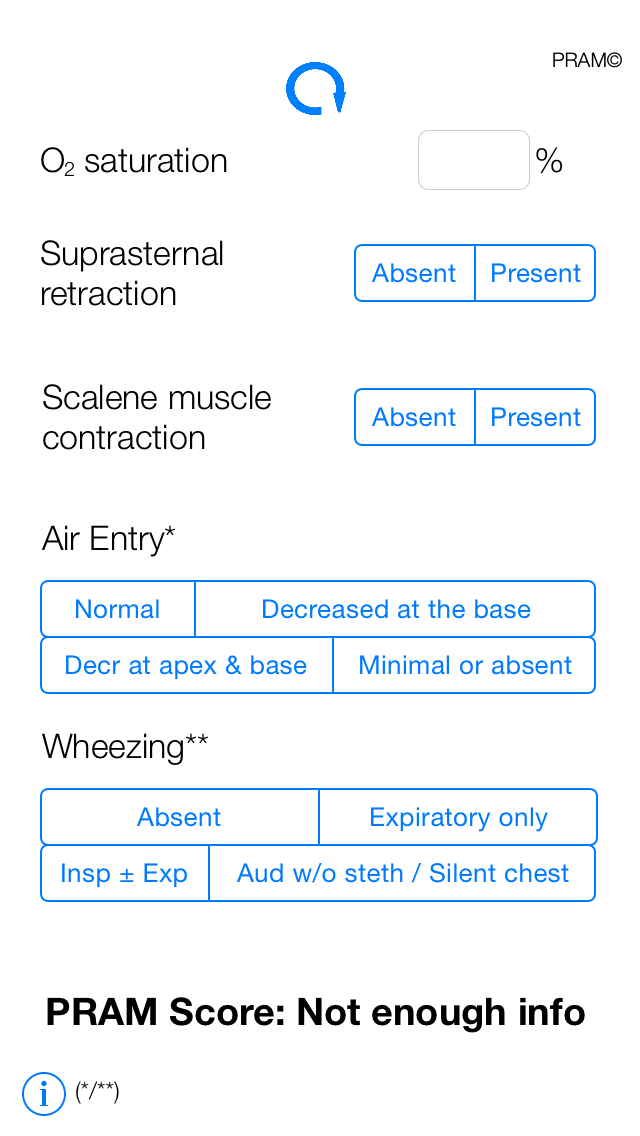 PRAM©
O₂ saturation %
Suprasternal
retraction
Absent Present
Scalene muscle
contraction
Absent Present
Air Entry*
Normal Decreased at the base
Decr at apex & base Minimal or absent
Wheezing**
Absent Expiratory only
Insp ± Exp Aud w/o steth / Silent chest
PRAM Score: Not enough info
i (*/**)